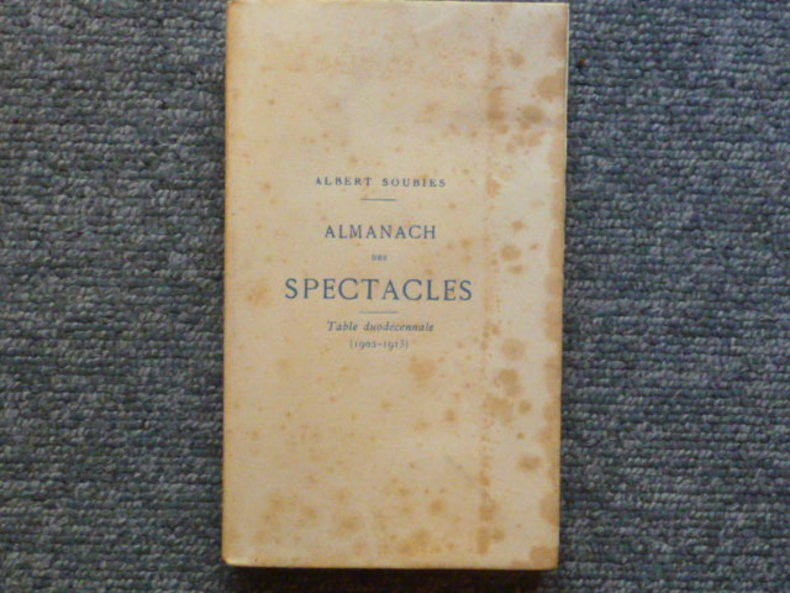 ALBERT SOUBIES
ALMANACH
DES
SPECTACLES
Table duodécennale
(1902-1913)